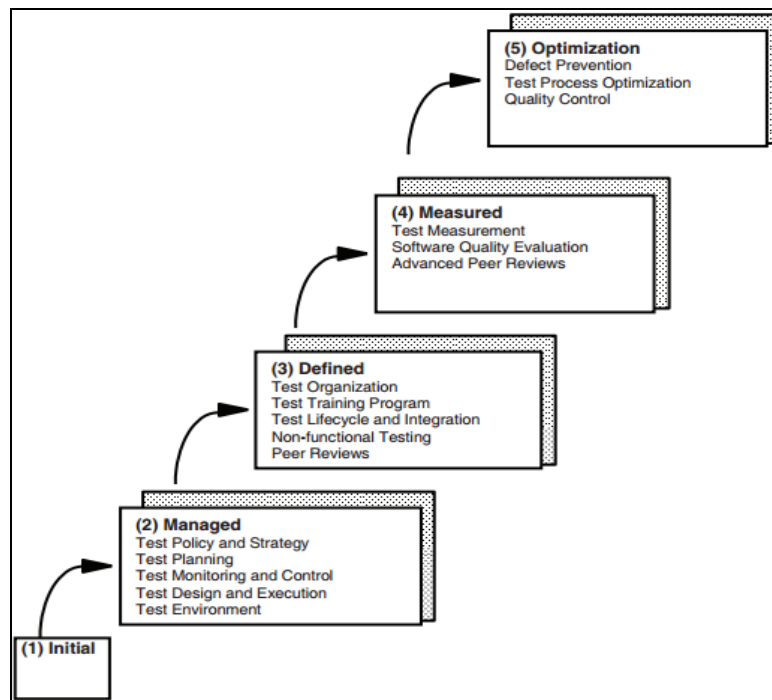 (5) Optimization
Defect Prevention
Test Process Optimization
Quality Control
(4) Measured
Test Measurement
Software Quality Evaluation
Advanced Peer Reviews
(3) Defined
Test Organization
Test Training Program
Test Lifecycle and Integration
Non-functional Testing
Peer Reviews
(2) Managed
Test Policy and Strategy
Test Planning
Test Monitoring and Control
Test Design and Execution
Test Environment
(1) Initial